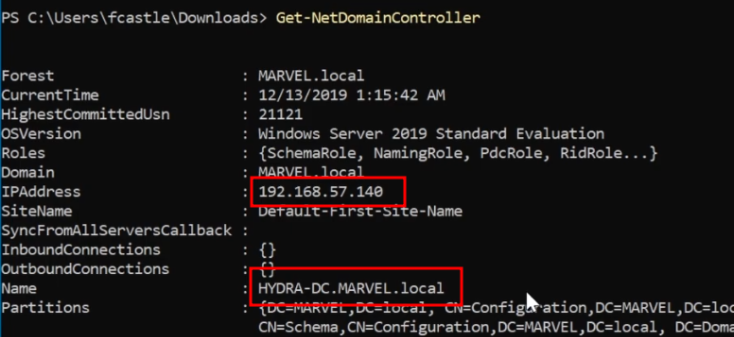 PS C:\Users\fcastle\Downloads> Get-NetDomainController
Forest : MARVEL.local
CurrentTime : 12/13/2019 1:15:42 AM
HighestCommittedUsn : 21121
OSVersion : Windows Server 2019 Standard Evaluation
Roles : {SchemaRole, NamingRole, PdcRole, RidRole...}
Domain : MARVEL.local
IPAddress : 192.168.57.140
SiteName : Default-First-Site-Name
SyncFromAllServersCallback :
InboundConnections : {}
OutboundConnections : {}
Name : HYDRA-DC.MARVEL.local
Partitions : {DC=MARVEL,DC=local, CN=Configuration,DC=MARVEL,DC=loc
CN=Schema,CN=Configuration,DC=MARVEL,DC=local, DC=Doma